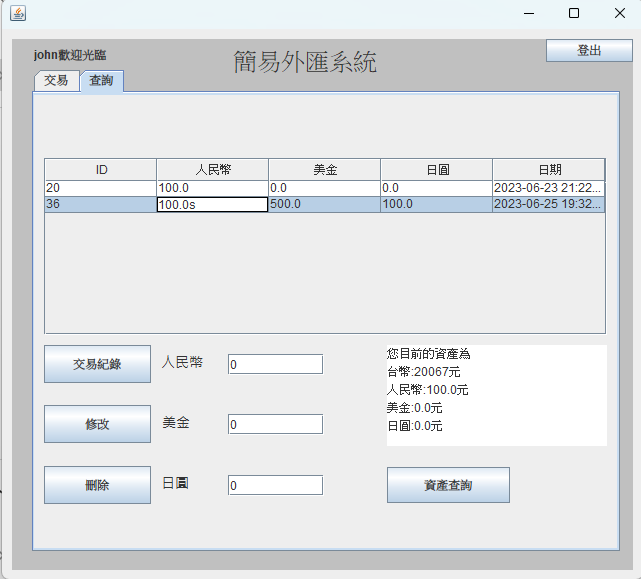 john歡迎光臨
簡易外匯系統
登出
交易 查詢
ID 人民幣 美金 日圓 日期
20 100.0 0.0 0.0 2023-06-23 21:22...
36 100.0s 500.0 100.0 2023-06-25 19:32...
交易紀錄 人民幣 0
修改 美金 0
刪除 日圓 0
您目前的資產為
台幣:20067元
人民幣:100.0元
美金:0.0元
日圓:0.0元
資產查詢